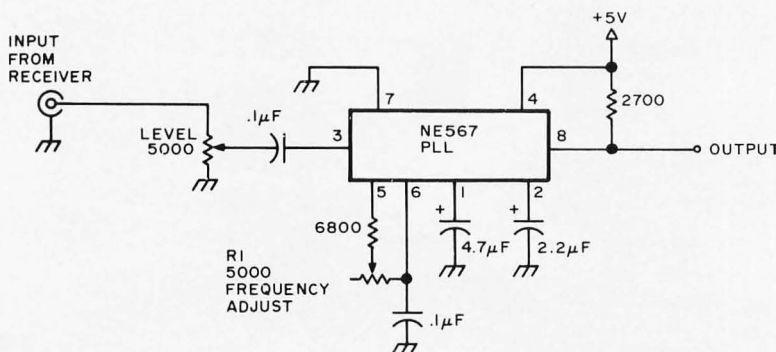 INPUT
FROM
RECEIVER
LEVEL
5000
.1µF
3
7
NE567
PLL
4
8
+5V
2700
OUTPUT
5
6
1
2
6800
+
4.7µF
+
2.2µF
R1
5000
FREQUENCY
ADJUST
.1µF